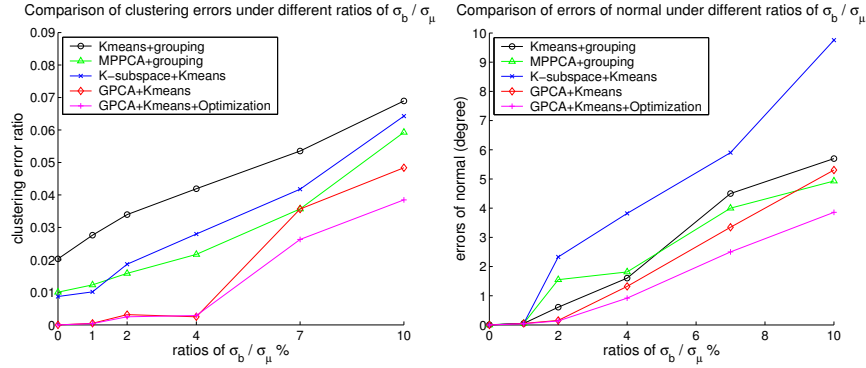 Comparison of clustering errors under different ratios of σb / σμ
0.09
0.08
0.07
0.06
0.05
0.04
0.03
0.02
0.01
0
clustering error ratio
Kmeans+grouping
MPPCA+grouping
K−subspace+Kmeans
GPCA+Kmeans
GPCA+Kmeans+Optimization
0 1 2 4 7 10
ratios of σb / σμ %
Comparison of errors of normal under different ratios of σb / σμ
10
9
8
7
6
5
4
3
2
1
0
errors of normal (degree)
Kmeans+grouping
MPPCA+grouping
K−subspace+Kmeans
GPCA+Kmeans
GPCA+Kmeans+Optimization
0 1 2 4 6 8 10
ratios of σb / σμ %